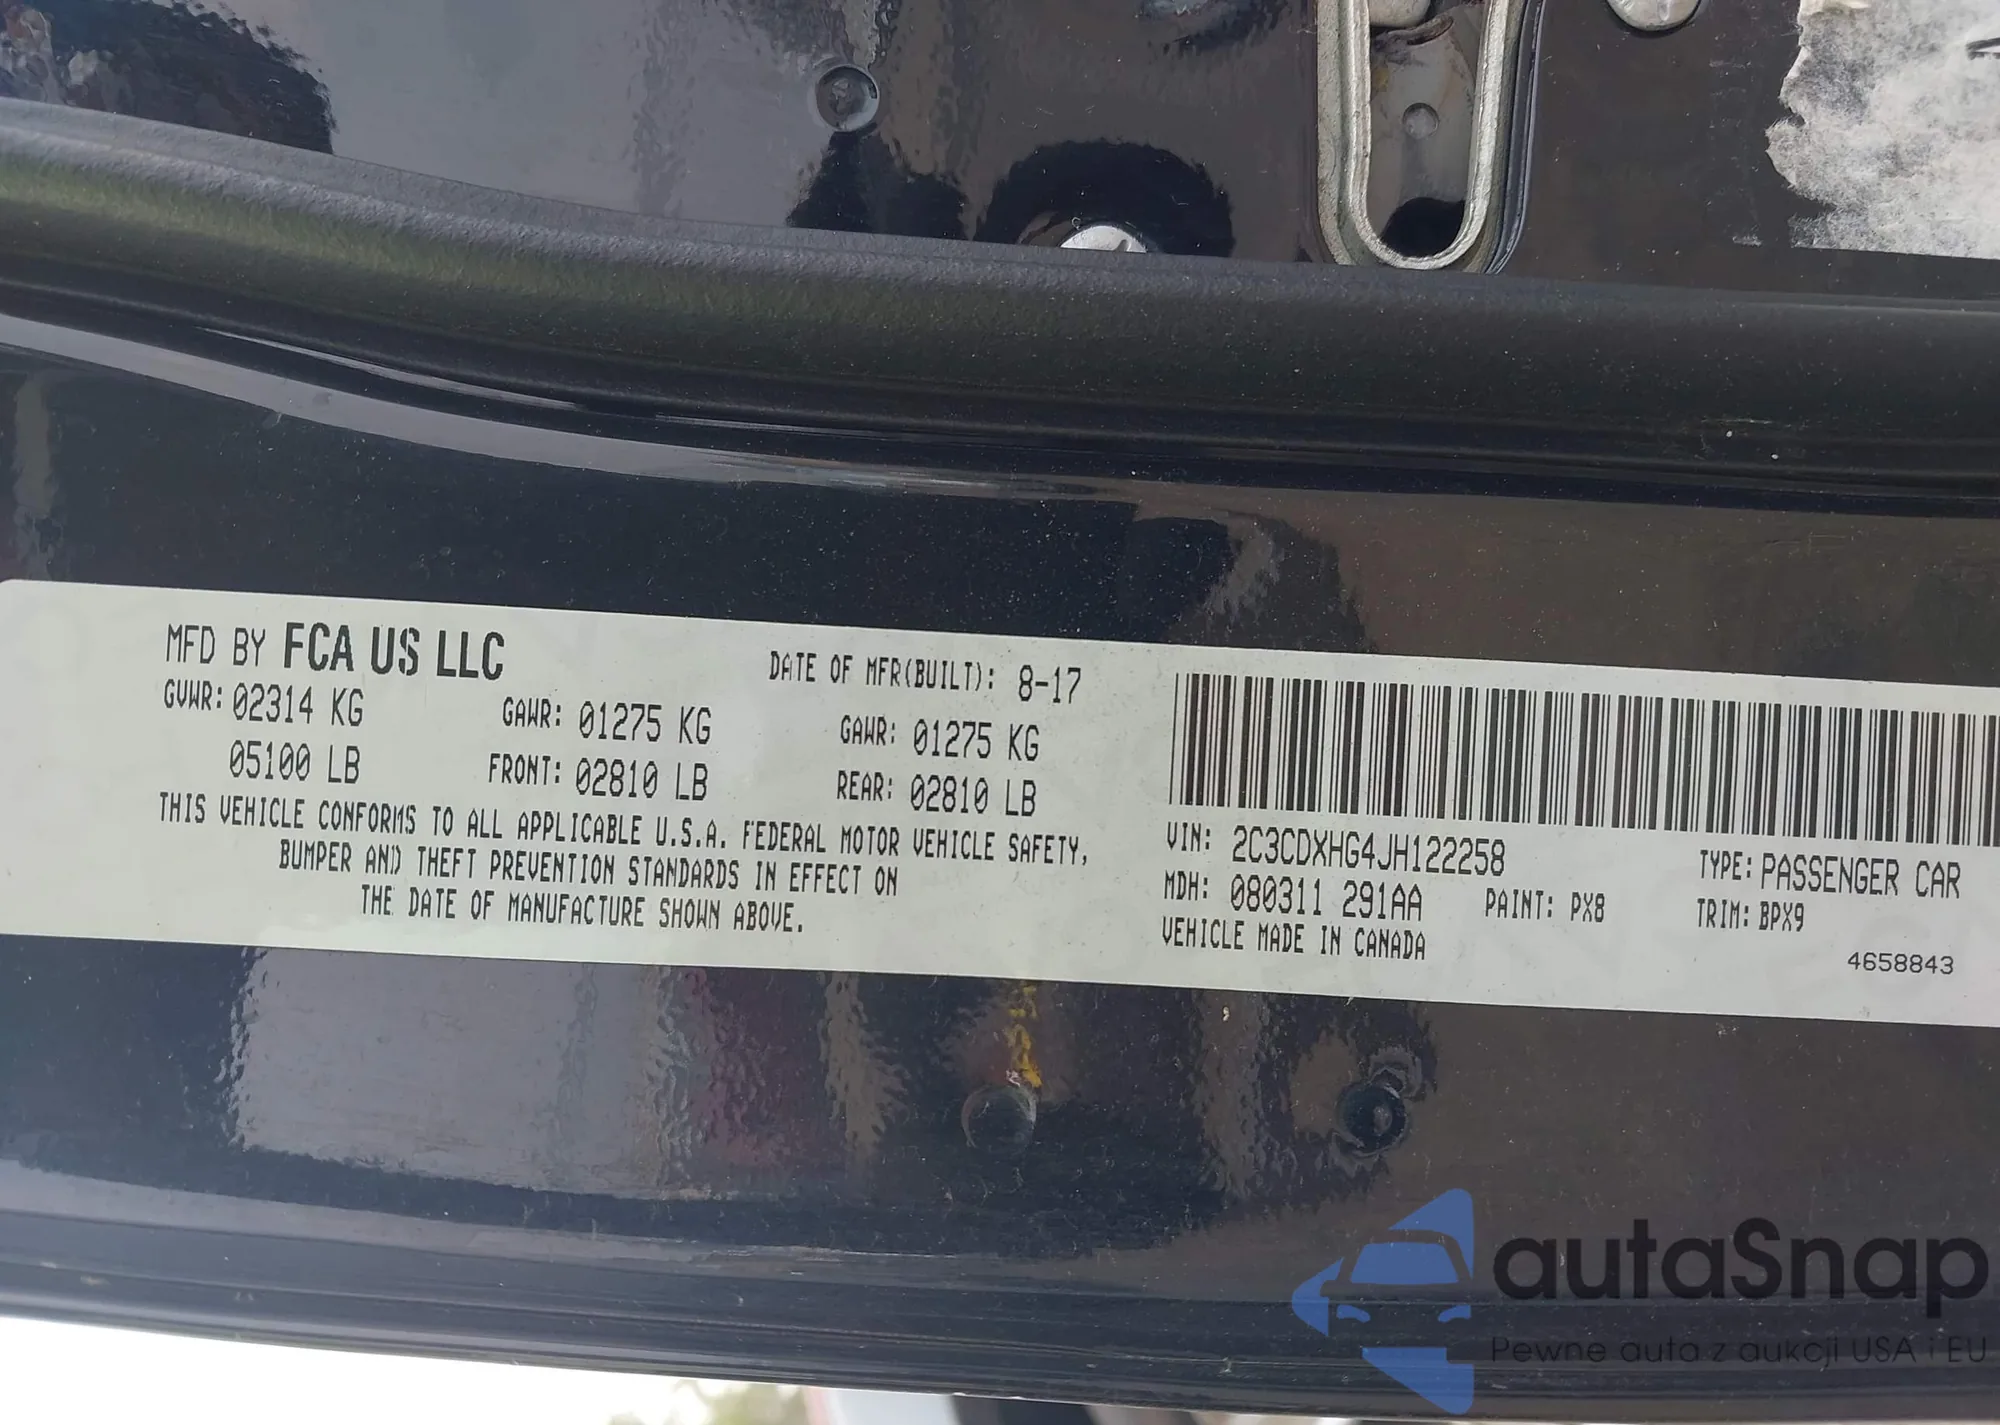 MFD BY FCA US LLC
DATE OF MFR(BUILT): 8-17
GVWR: 02314 KG
05100 LB
GAWR: 01275 KG
FRONT: 02810 LB
GAWR: 01275 KG
REAR: 02810 LB
THIS VEHICLE CONFORMS TO ALL APPLICABLE U.S.A. FEDERAL MOTOR VEHICLE SAFETY,
BUMPER AND THEFT PREVENTION STANDARDS IN EFFECT ON
THE DATE OF MANUFACTURE SHOWN ABOVE.
VIN: 2C3CDXHG4JH122258
TYPE: PASSENGER CAR
MDH: 080311 291AA
PAINT: PX8
TRIM: BPX9
VEHICLE MADE IN CANADA
4658843
autaSnap
Pewne auta z aukcji USA i EU